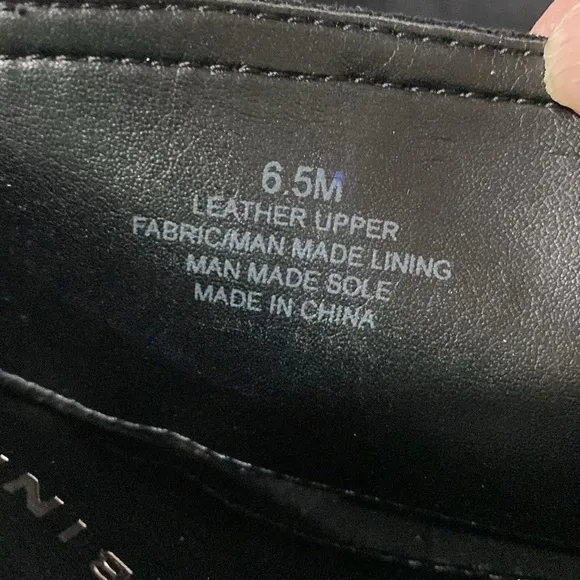 6.5M
LEATHER UPPER
FABRIC/MAN MADE LINING
MAN MADE SOLE
MADE IN CHINA